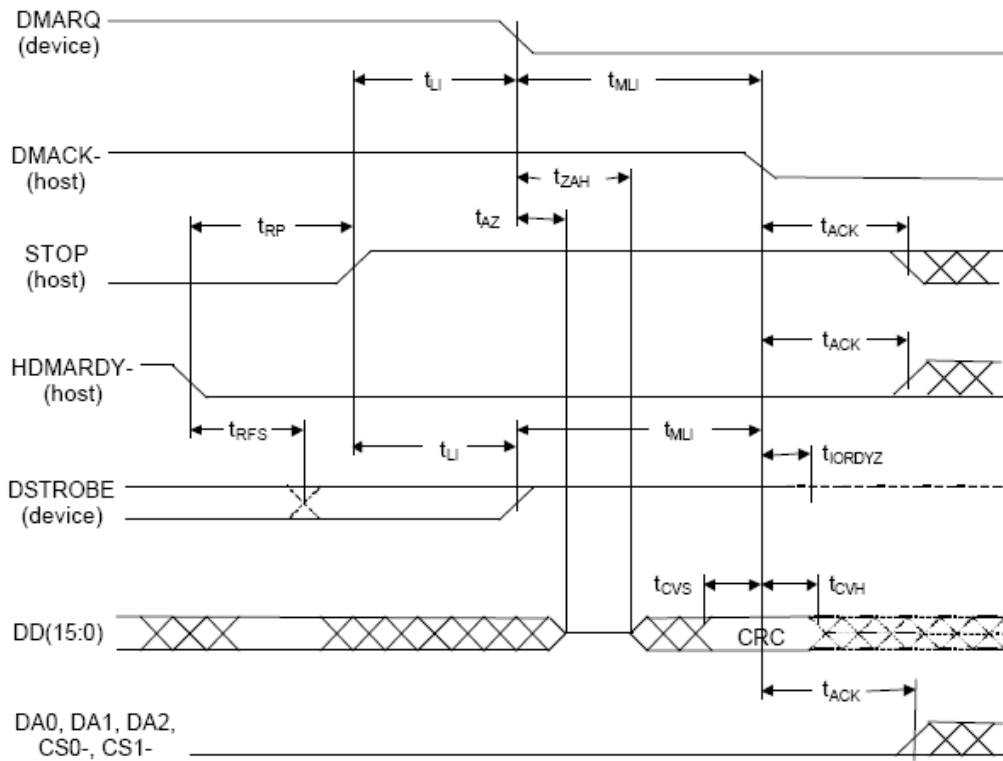 DMARQ
(device)
tLI
tMLI
DMACK-
(host)
tZAH
tAZ
tRP
tACK
STOP
(host)
tACK
HDMARDY-
(host)
tRFS
tLI
tMLI
tIORDYZ
DSTROBE
(device)
tCVS
tCVH
DD(15:0)
CRC
tACK
DA0, DA1, DA2,
CS0-, CS1-